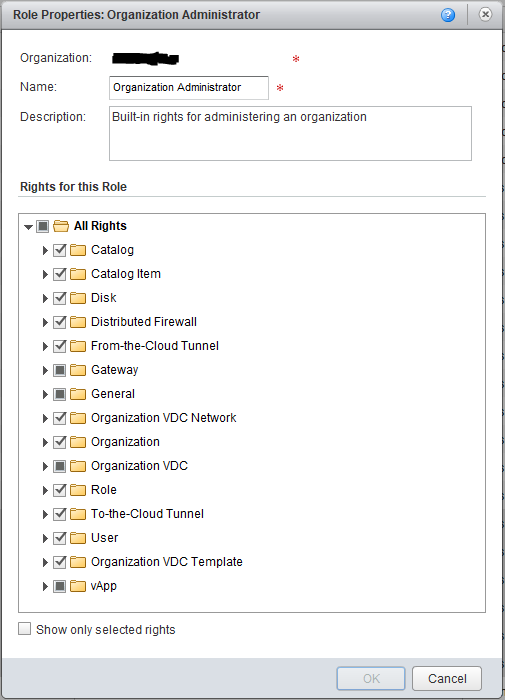 Role Properties: Organization Administrator
?
Organization: *
Name: Organization Administrator *
Description: Built-in rights for administering an organization
Rights for this Role
All Rights
Catalog
Catalog Item
Disk
Distributed Firewall
From-the-Cloud Tunnel
Gateway
General
Organization VDC Network
Organization
Organization VDC
Role
To-the-Cloud Tunnel
User
Organization VDC Template
vApp
Show only selected rights
OK Cancel